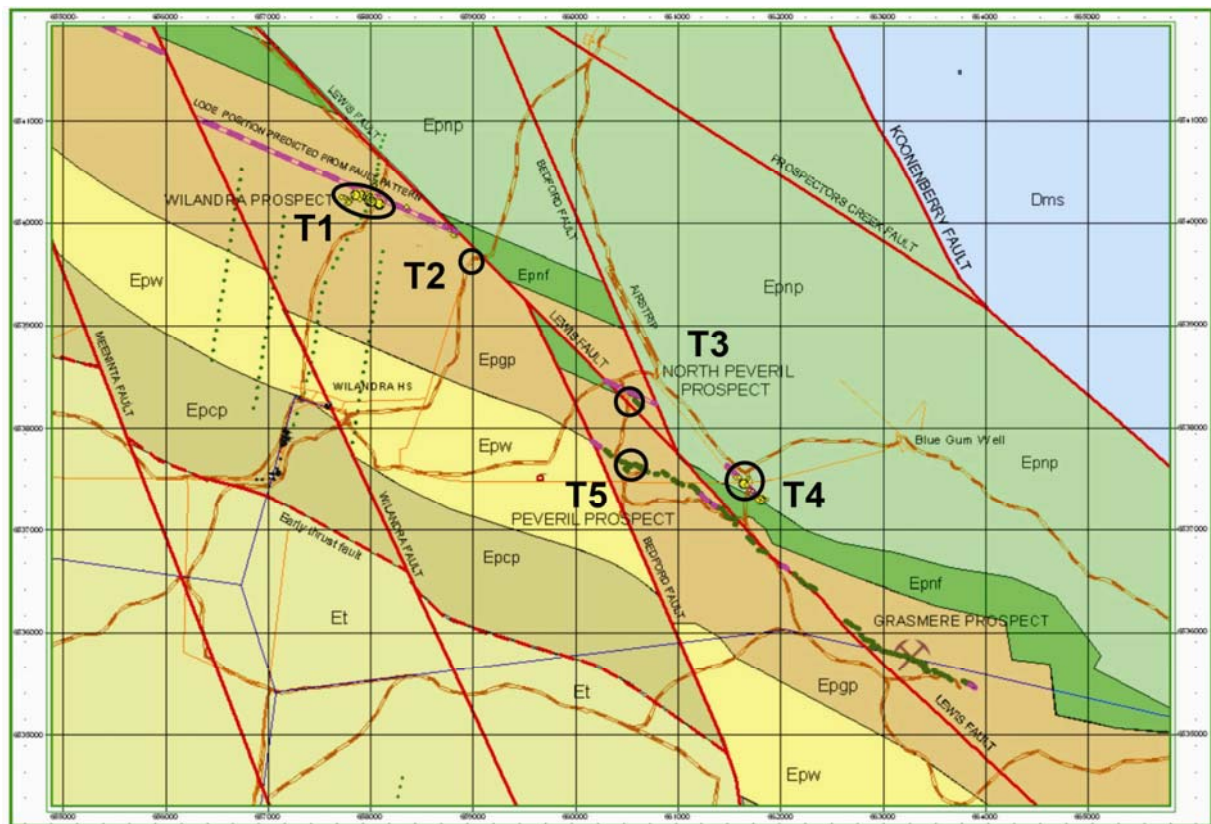 LEWIS FAULT
Epnp
LODE POSITION PREDICTED FROM FAULT PATTERN
KOONENBERRY FAULT
PROSPECTORS CREEK FAULT
BEDFORD FAULT
Dms
WILANDRA PROSPECT
T1
T2
Epw
Epnf
Epnp
AIRSTRIP
MEENINTA FAULT
Epgp
LEWIS FAULT
T3
NORTH PEVERIL
PROSPECT
WILANDRA HS
Epcp
Epw
Blue Gum Well
Epnp
T5
T4
PEVERIL PROSPECT
Early thrust fault
WILANDRA FAULT
Epcp
BEDFORD FAULT
Epnf
GRASMERE PROSPECT
Et
Et
Epgp
LEWIS FAULT
Epw